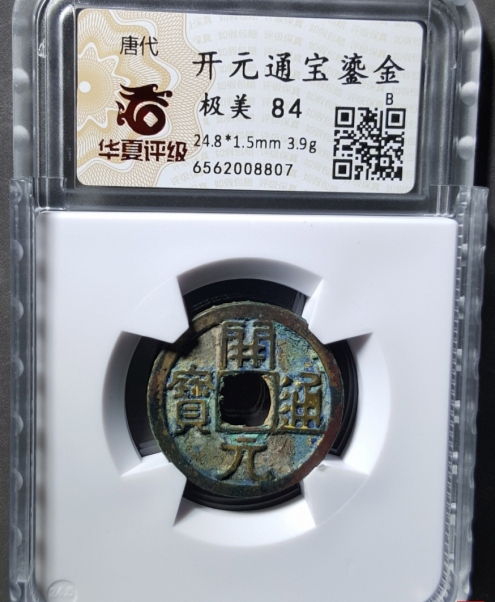 唐代
华夏评级
开元通宝鎏金
极美 84
B
24.8*1.5mm 3.9g
6562008807
開
寶 通
元